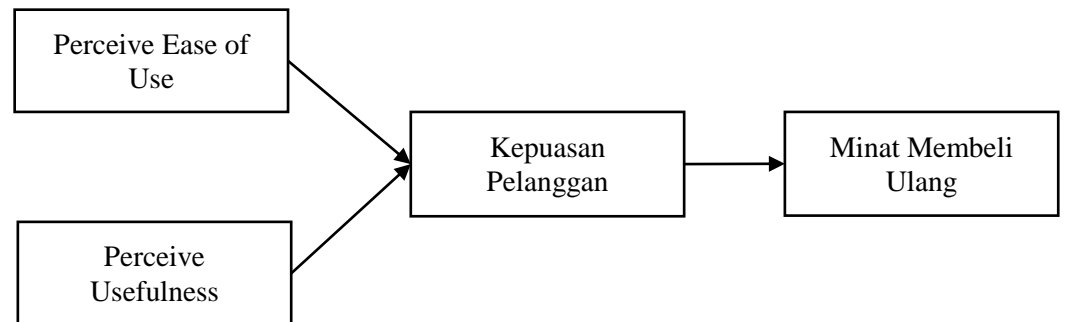 Perceive Ease of
Use
Perceive
Usefulness
Kepuasan
Pelanggan
Minat Membeli
Ulang